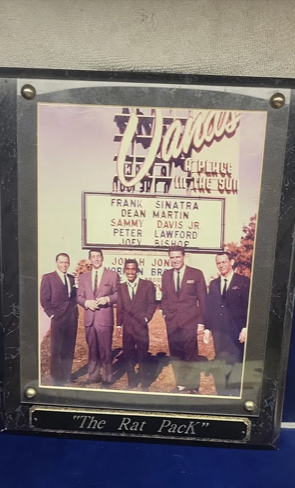 Sands
A PLACE
IN THE SUN
FRANK SINATRA
DEAN MARTIN
SAMMY DAVIS JR
PETER LAWFORD
JOEY BISHOP
"The Rat Pack"